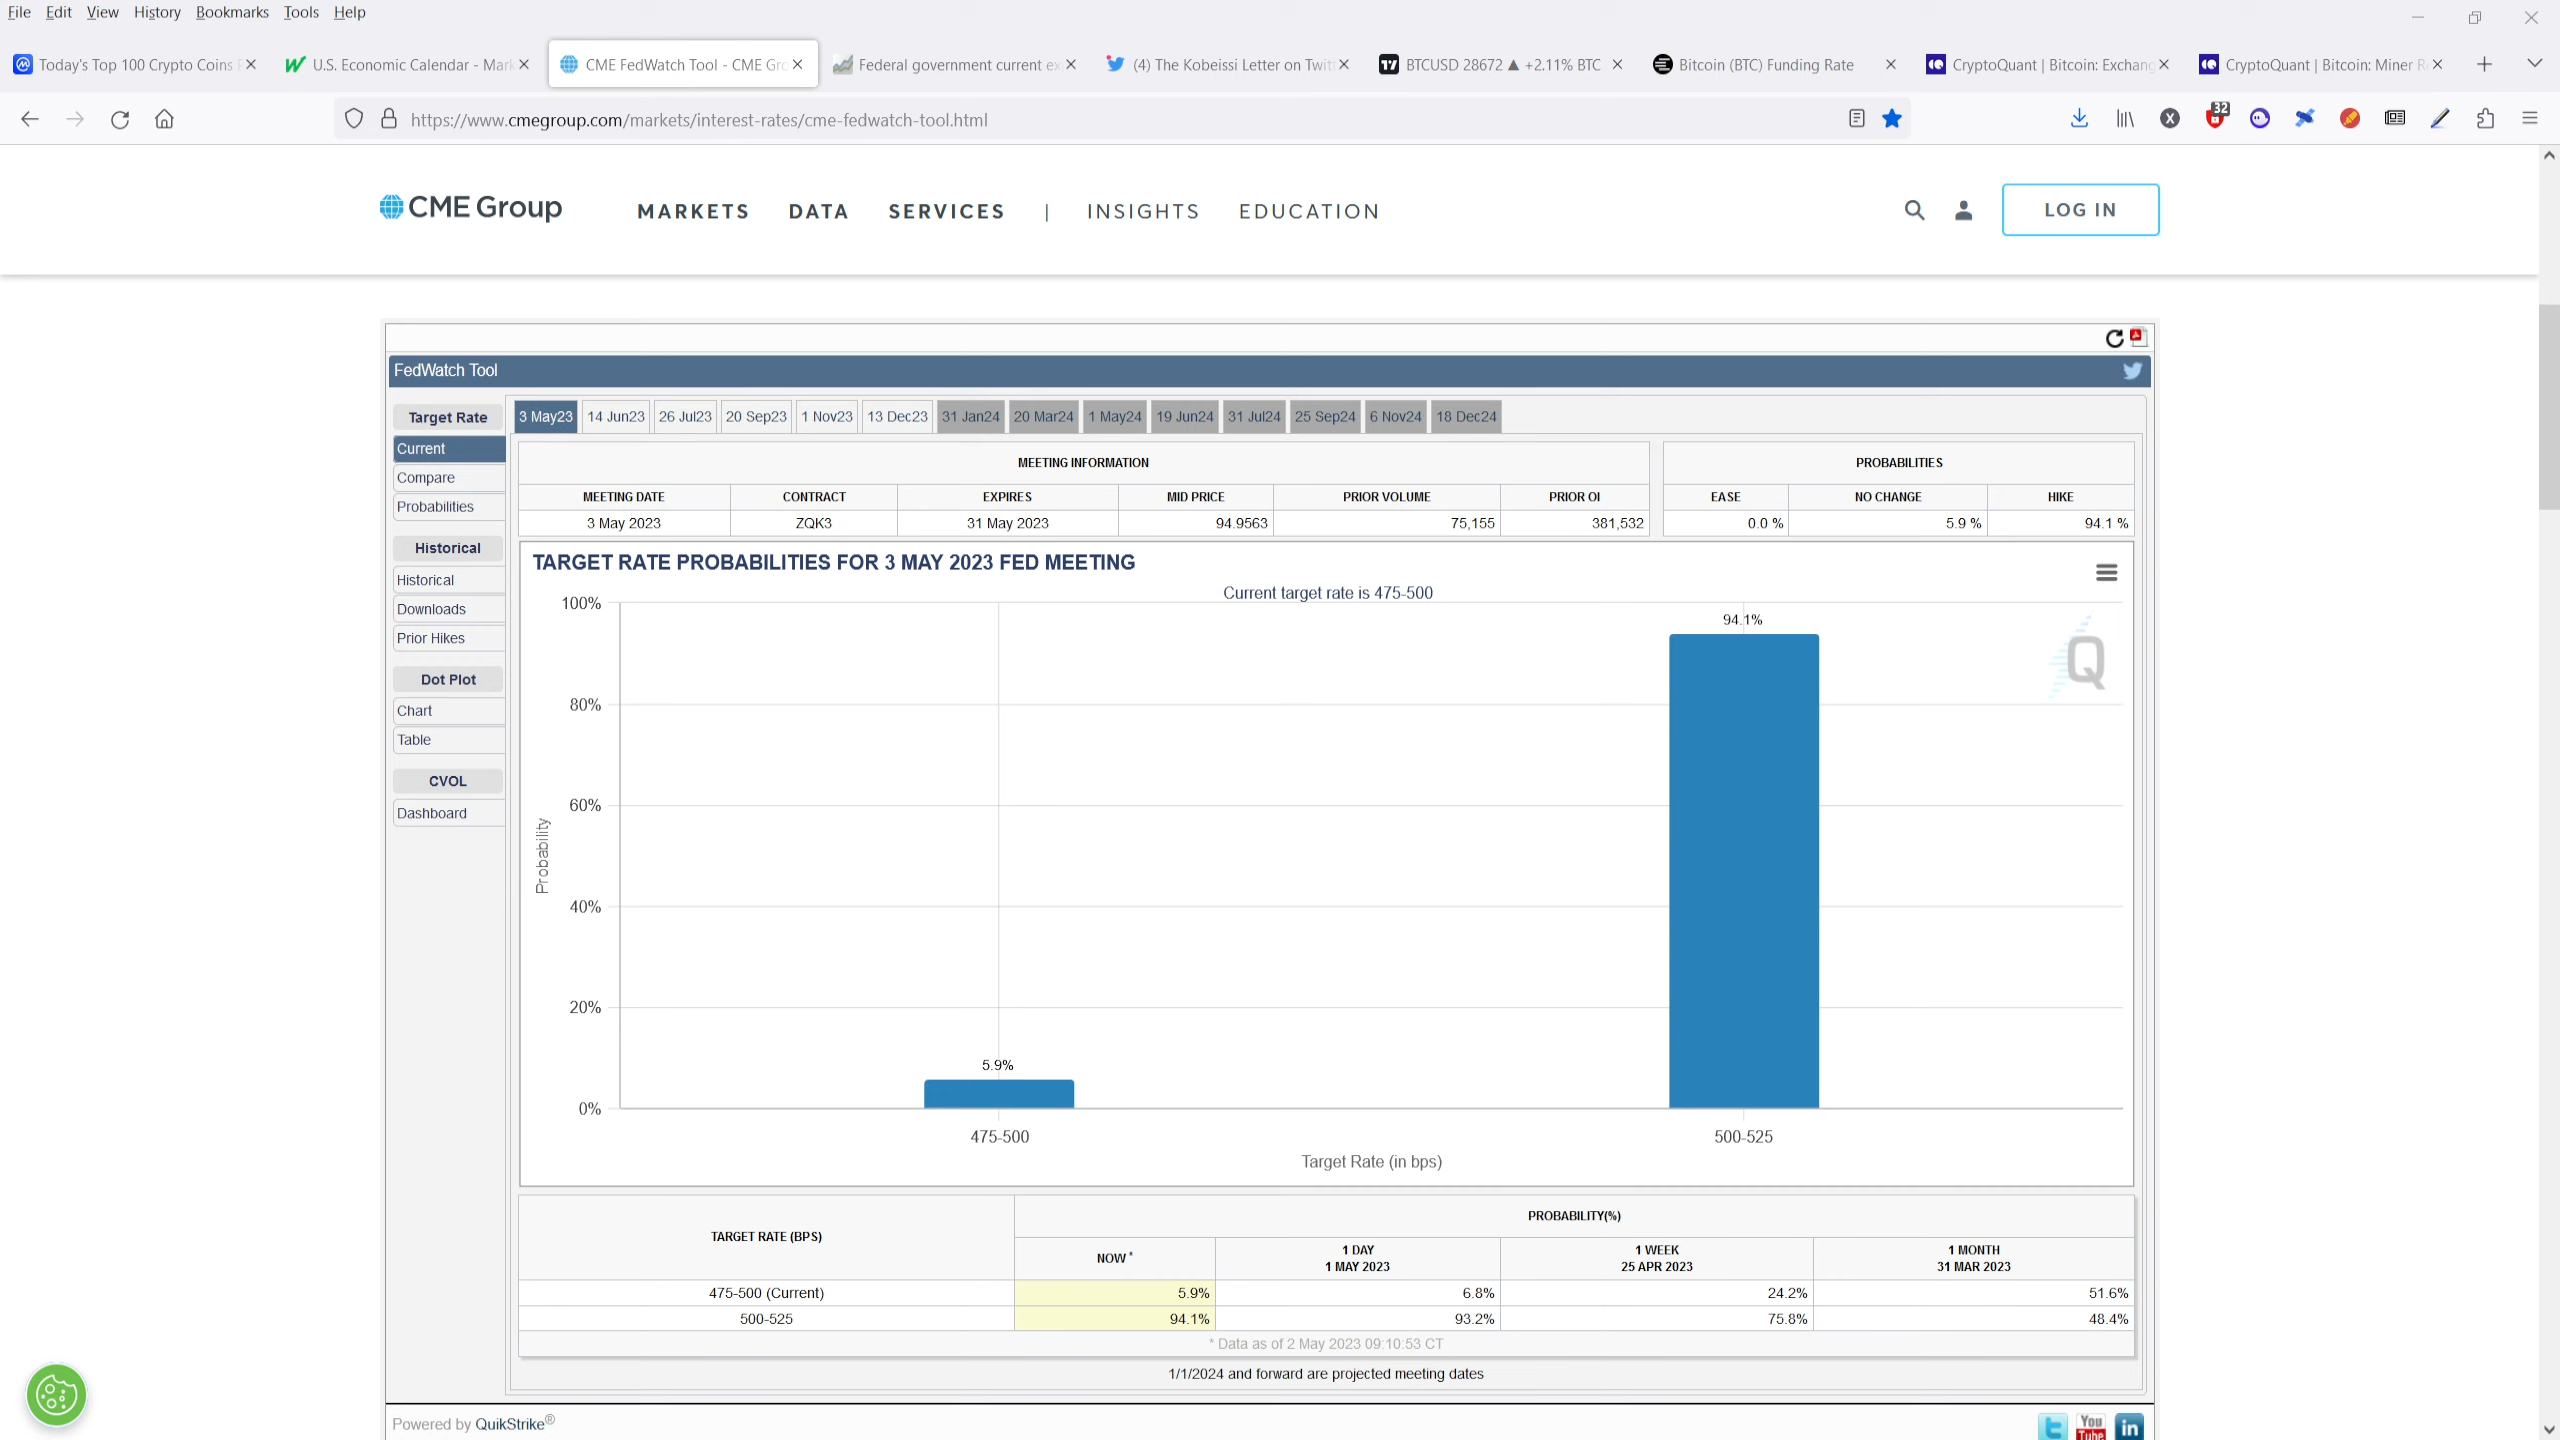 File Edit View History Bookmarks Tools Help
Today's Top 100 Crypto Coins
U.S. Economic Calendar - Mark
CME FedWatch Tool - CME Gro
Federal government current ex
(4) The Kobeissi Letter on Twit
BTCUSD 28672 ▲ +2.11% BTC
Bitcoin (BTC) Funding Rate
CryptoQuant | Bitcoin: Exchang
CryptoQuant | Bitcoin: Miner R
https://www.cmegroup.com/markets/interest-rates/cme-fedwatch-tool.html
32
CME Group MARKETS DATA SERVICES | INSIGHTS EDUCATION LOG IN
FedWatch Tool
Target Rate
Current
Compare
Probabilities
Historical
Historical
Downloads
Prior Hikes
Dot Plot
Chart
Table
CVOL
Dashboard
3 May23 14 Jun23 26 Jul23 20 Sep23 1 Nov23 13 Dec23 31 Jan24 20 Mar24 1 May24 19 Jun24 31 Jul24 25 Sep24 6 Nov24 18 Dec24
MEETING INFORMATION
MEETING DATE CONTRACT EXPIRES MID PRICE PRIOR VOLUME PRIOR OI
3 May 2023 ZQK3 31 May 2023 94.9563 75,155 381,532
PROBABILITIES
EASE NO CHANGE HIKE
0.0 % 5.9 % 94.1 %
TARGET RATE PROBABILITIES FOR 3 MAY 2023 FED MEETING
Current target rate is 475-500
100%
80%
60%
40%
20%
0%
Probability
94.1%
5.9%
Q
475-500 500-525
Target Rate (in bps)
TARGET RATE (BPS) PROBABILITY(%)
NOW * 1 DAY 1 WEEK 1 MONTH
1 MAY 2023 25 APR 2023 31 MAR 2023
475-500 (Current) 5.9% 6.8% 24.2% 51.6%
500-525 94.1% 93.2% 75.8% 48.4%
* Data as of 2 May 2023 09:10:53 CT
1/1/2024 and forward are projected meeting dates
Powered by QuikStrike®
You
Tube
in